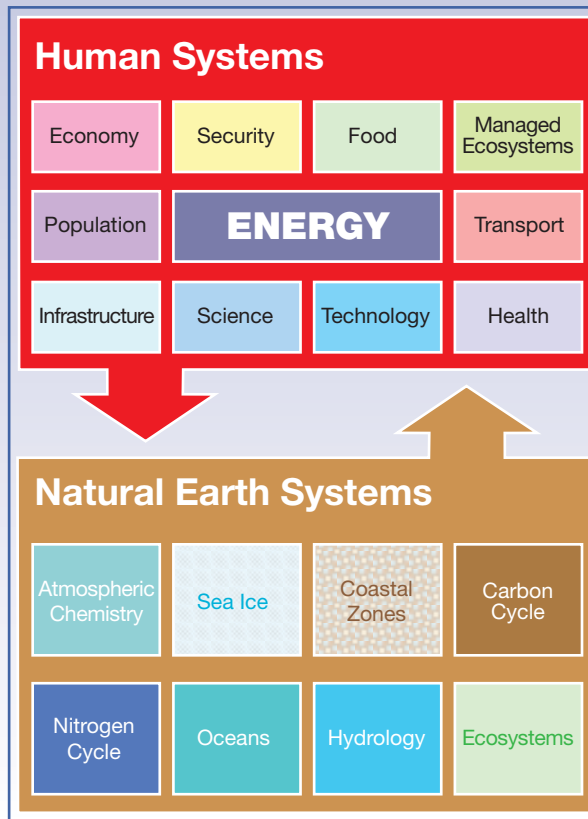 Human Systems
Economy
Security
Food
Managed
Ecosystems
Population
ENERGY
Transport
Infrastructure
Science
Technology
Health
Natural Earth Systems
Atmospheric
Chemistry
Sea Ice
Coastal
Zones
Carbon
Cycle
Nitrogen
Cycle
Oceans
Hydrology
Ecosystems